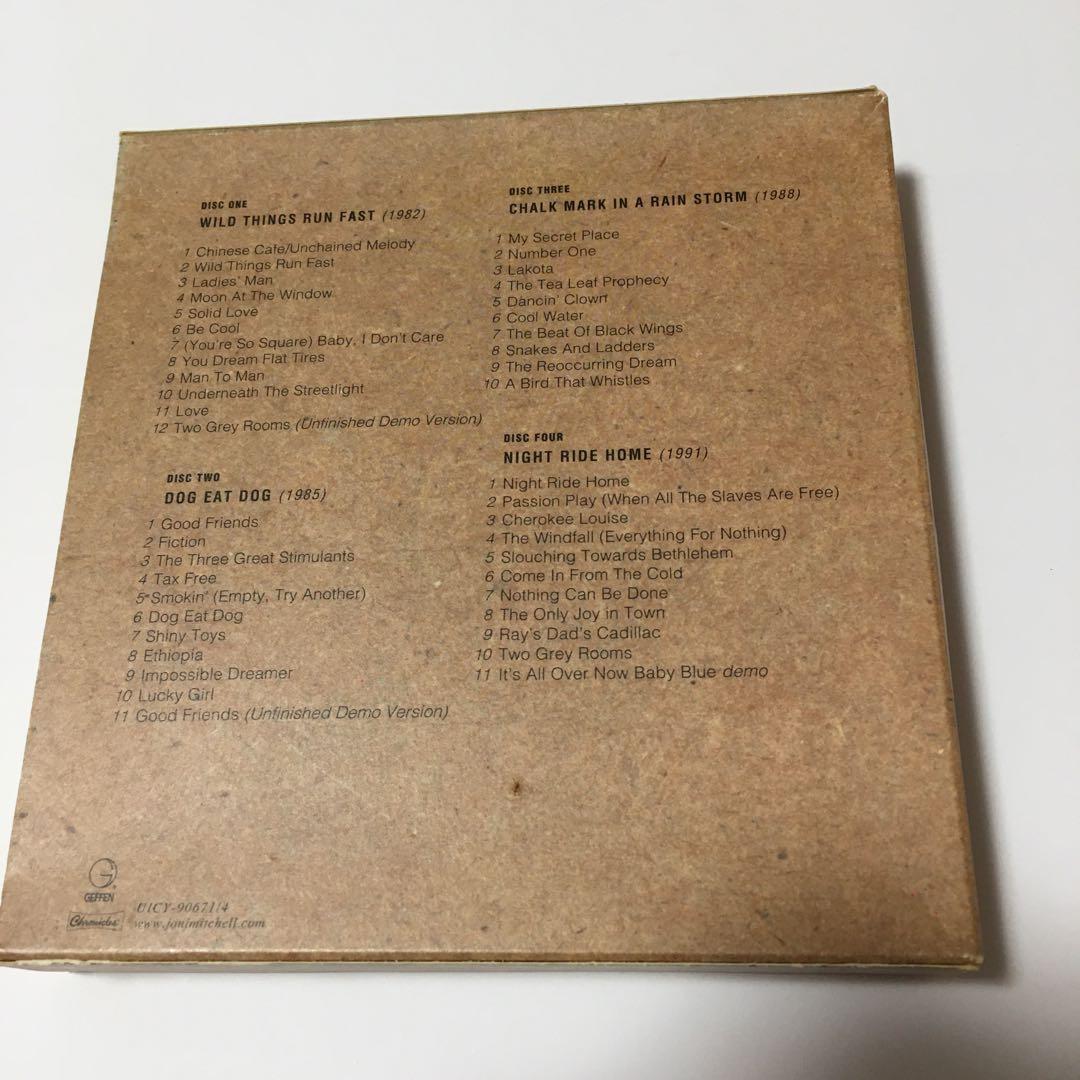 DISC ONE
WILD THINGS RUN FAST (1982)
1 Chinese Cafe/Unchained Melody
2 Wild Things Run Fast
3 Ladies' Man
4 Moon At The Window
5 Solid Love
6 Be Cool
7 (You're So Square) Baby, I Don't Care
8 You Dream Flat Tires
9 Man To Man
10 Underneath The Streetlight
11 Love
12 Two Grey Rooms (Unfinished Demo Version)
DISC TWO
DOG EAT DOG (1985)
1 Good Friends
2 Fiction
3 The Three Great Stimulants
4 Tax Free
5 Smokin' (Empty, Try Another)
6 Dog Eat Dog
7 Shiny Toys
8 Ethiopia
9 Impossible Dreamer
10 Lucky Girl
11 Good Friends (Unfinished Demo Version)
DISC THREE
CHALK MARK IN A RAIN STORM (1988)
1 My Secret Place
2 Number One
3 Lakota
4 The Tea Leaf Prophecy
5 Dancin' Clown
6 Cool Water
7 The Beat Of Black Wings
8 Snakes And Ladders
9 The Reoccurring Dream
10 A Bird That Whistles
DISC FOUR
NIGHT RIDE HOME (1991)
1 Night Ride Home
2 Passion Play (When All The Slaves Are Free)
3 Cherokee Louise
4 The Windfall (Everything For Nothing)
5 Slouching Towards Bethlehem
6 Come In From The Cold
7 Nothing Can Be Done
8 The Only Joy in Town
9 Ray's Dad's Cadillac
10 Two Grey Rooms
11 It's All Over Now Baby Blue demo
GEFFEN
Chronicles
UICY-90671/4
www.jonimitchell.com